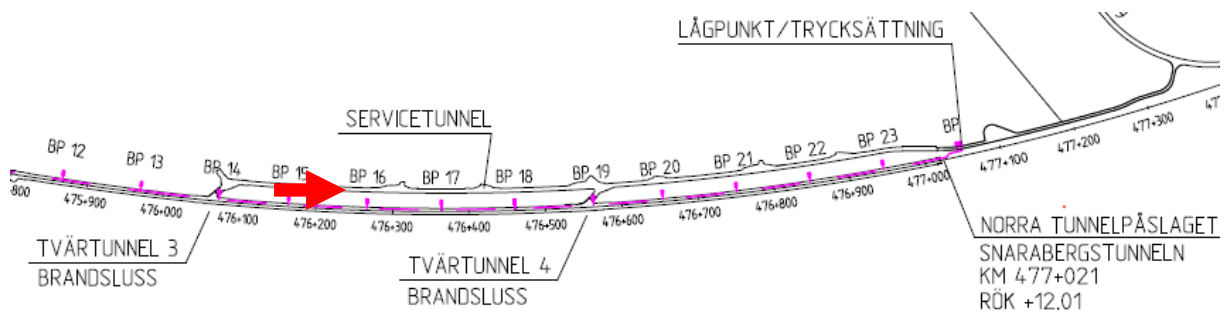 LÅGPUNKT/TRYCKSÄTTNING
SERVICETUNNEL
BP 12
BP 13
BP 14
BP 15
BP 16
BP 17
BP 18
BP 19
BP 20
BP 21
BP 22
BP 23
BP
-800
475+900
476+000
476+100
476+200
476+300
476+400
476+500
476+600
476+700
476+800
476+900
477+000
477+100
477+200
477+300
477
TVÄRTUNNEL 3
BRANDSLUSS
TVÄRTUNNEL 4
BRANDSLUSS
NORRA TUNNELPÅSLAGET
SNARABERGSTUNNELN
KM 477+021
RÖK +12.01